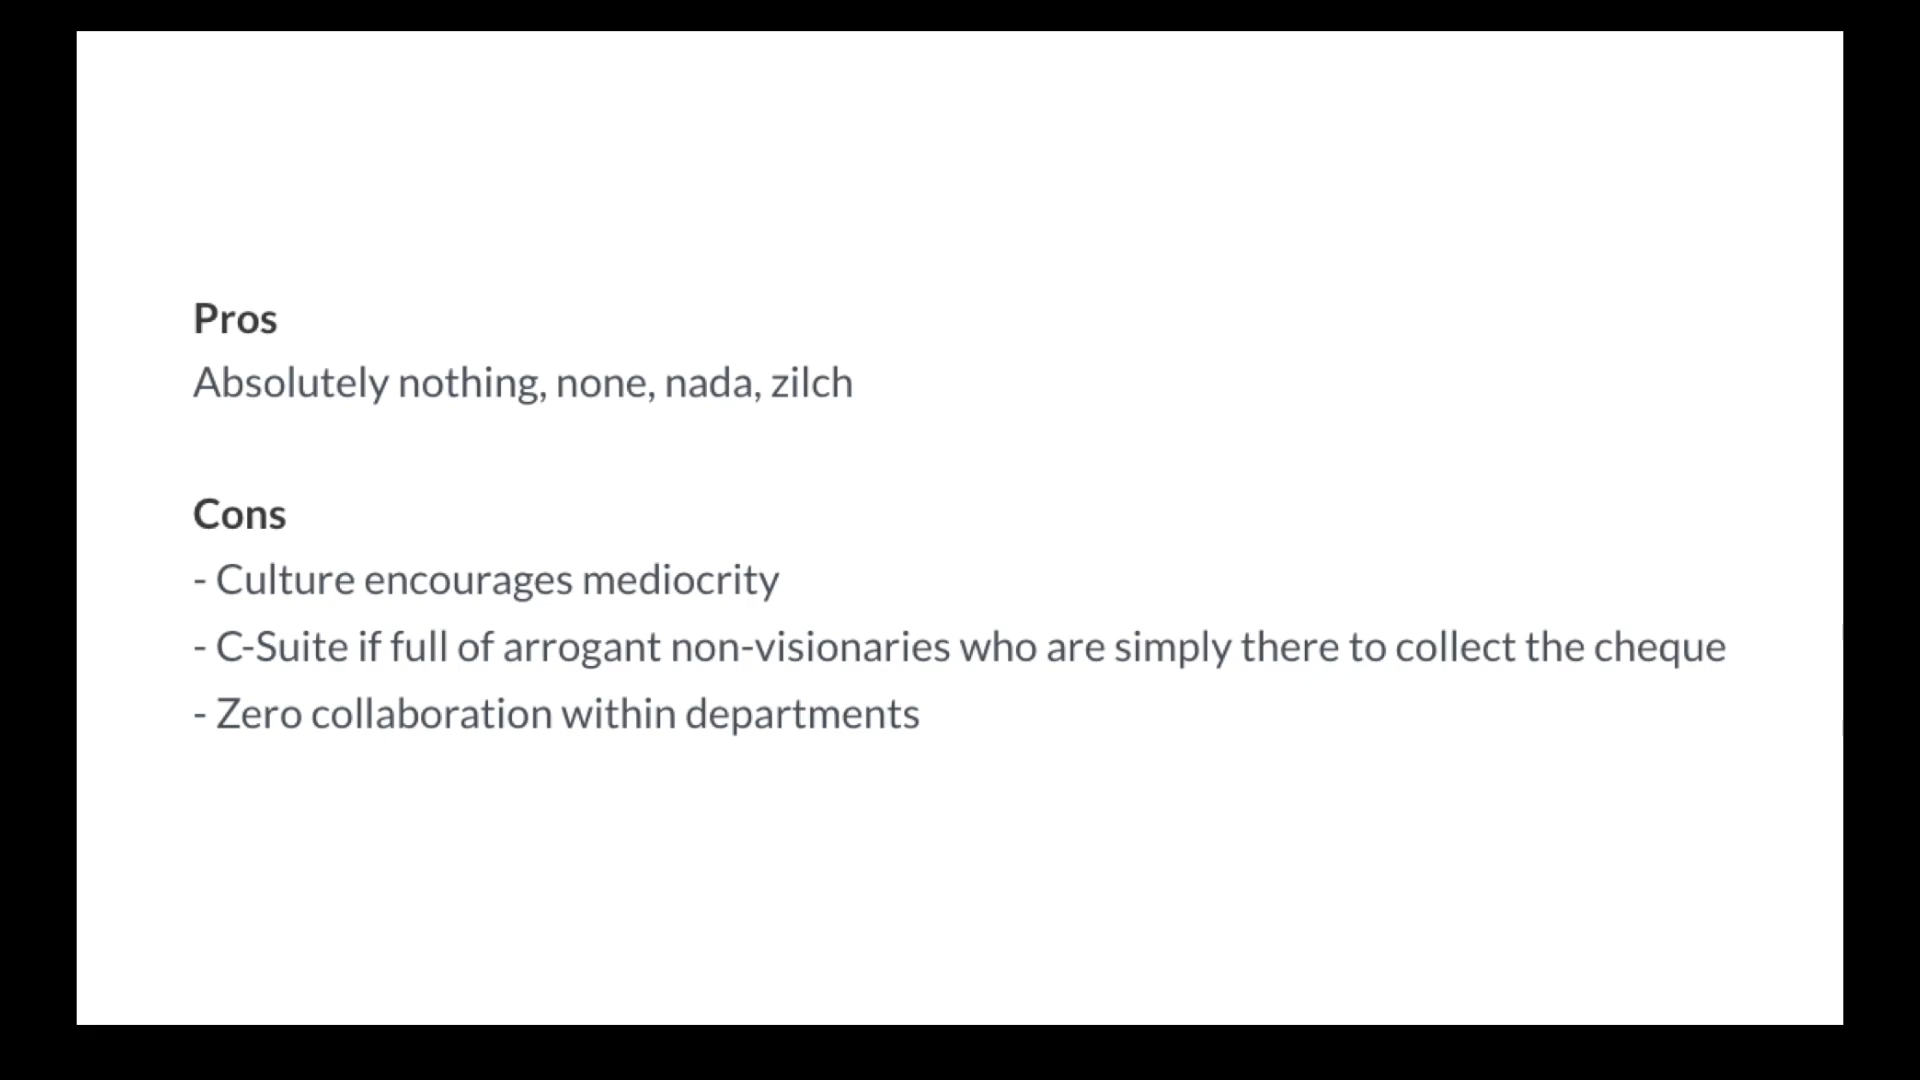 Pros
Absolutely nothing, none, nada, zilch
Cons
- Culture encourages mediocrity
- C-Suite if full of arrogant non-visionaries who are simply there to collect the cheque
- Zero collaboration within departments